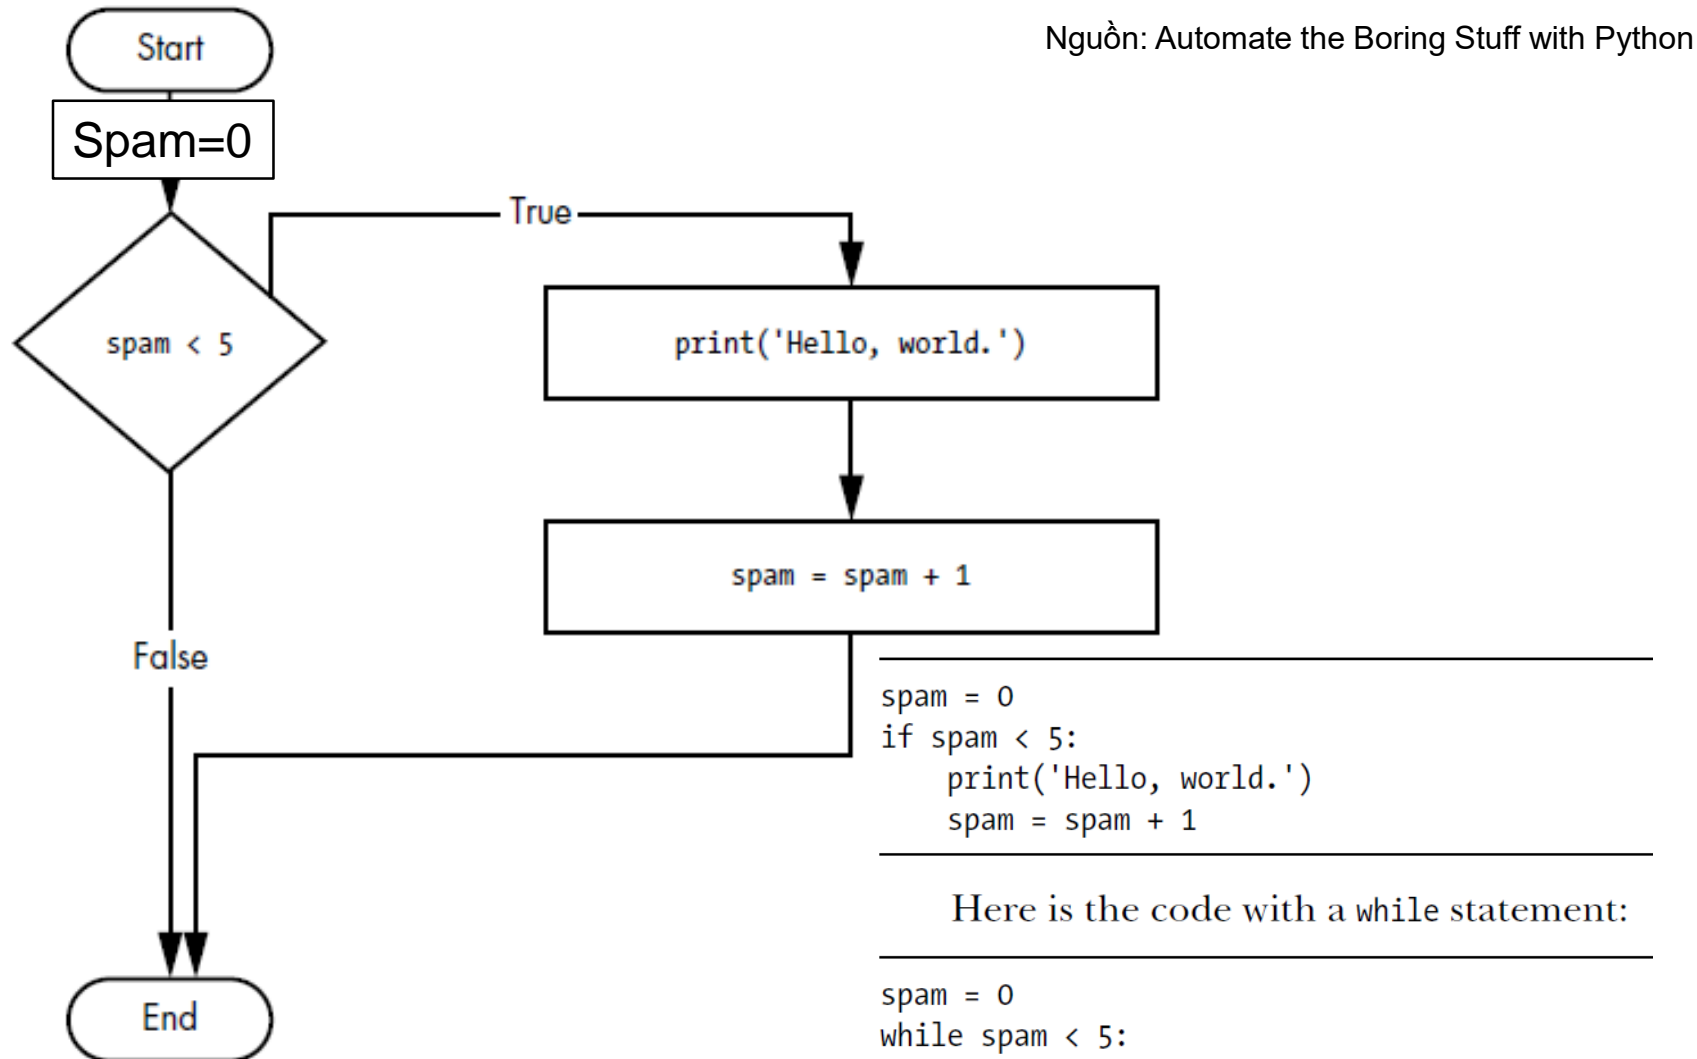 Start
Nguồn: Automate the Boring Stuff with Python
Spam=0
True
spam < 5
print('Hello, world.')
spam = spam + 1
False
spam = 0
if spam < 5:
    print('Hello, world.')
    spam = spam + 1
Here is the code with a while statement:
spam = 0
while spam < 5:
End